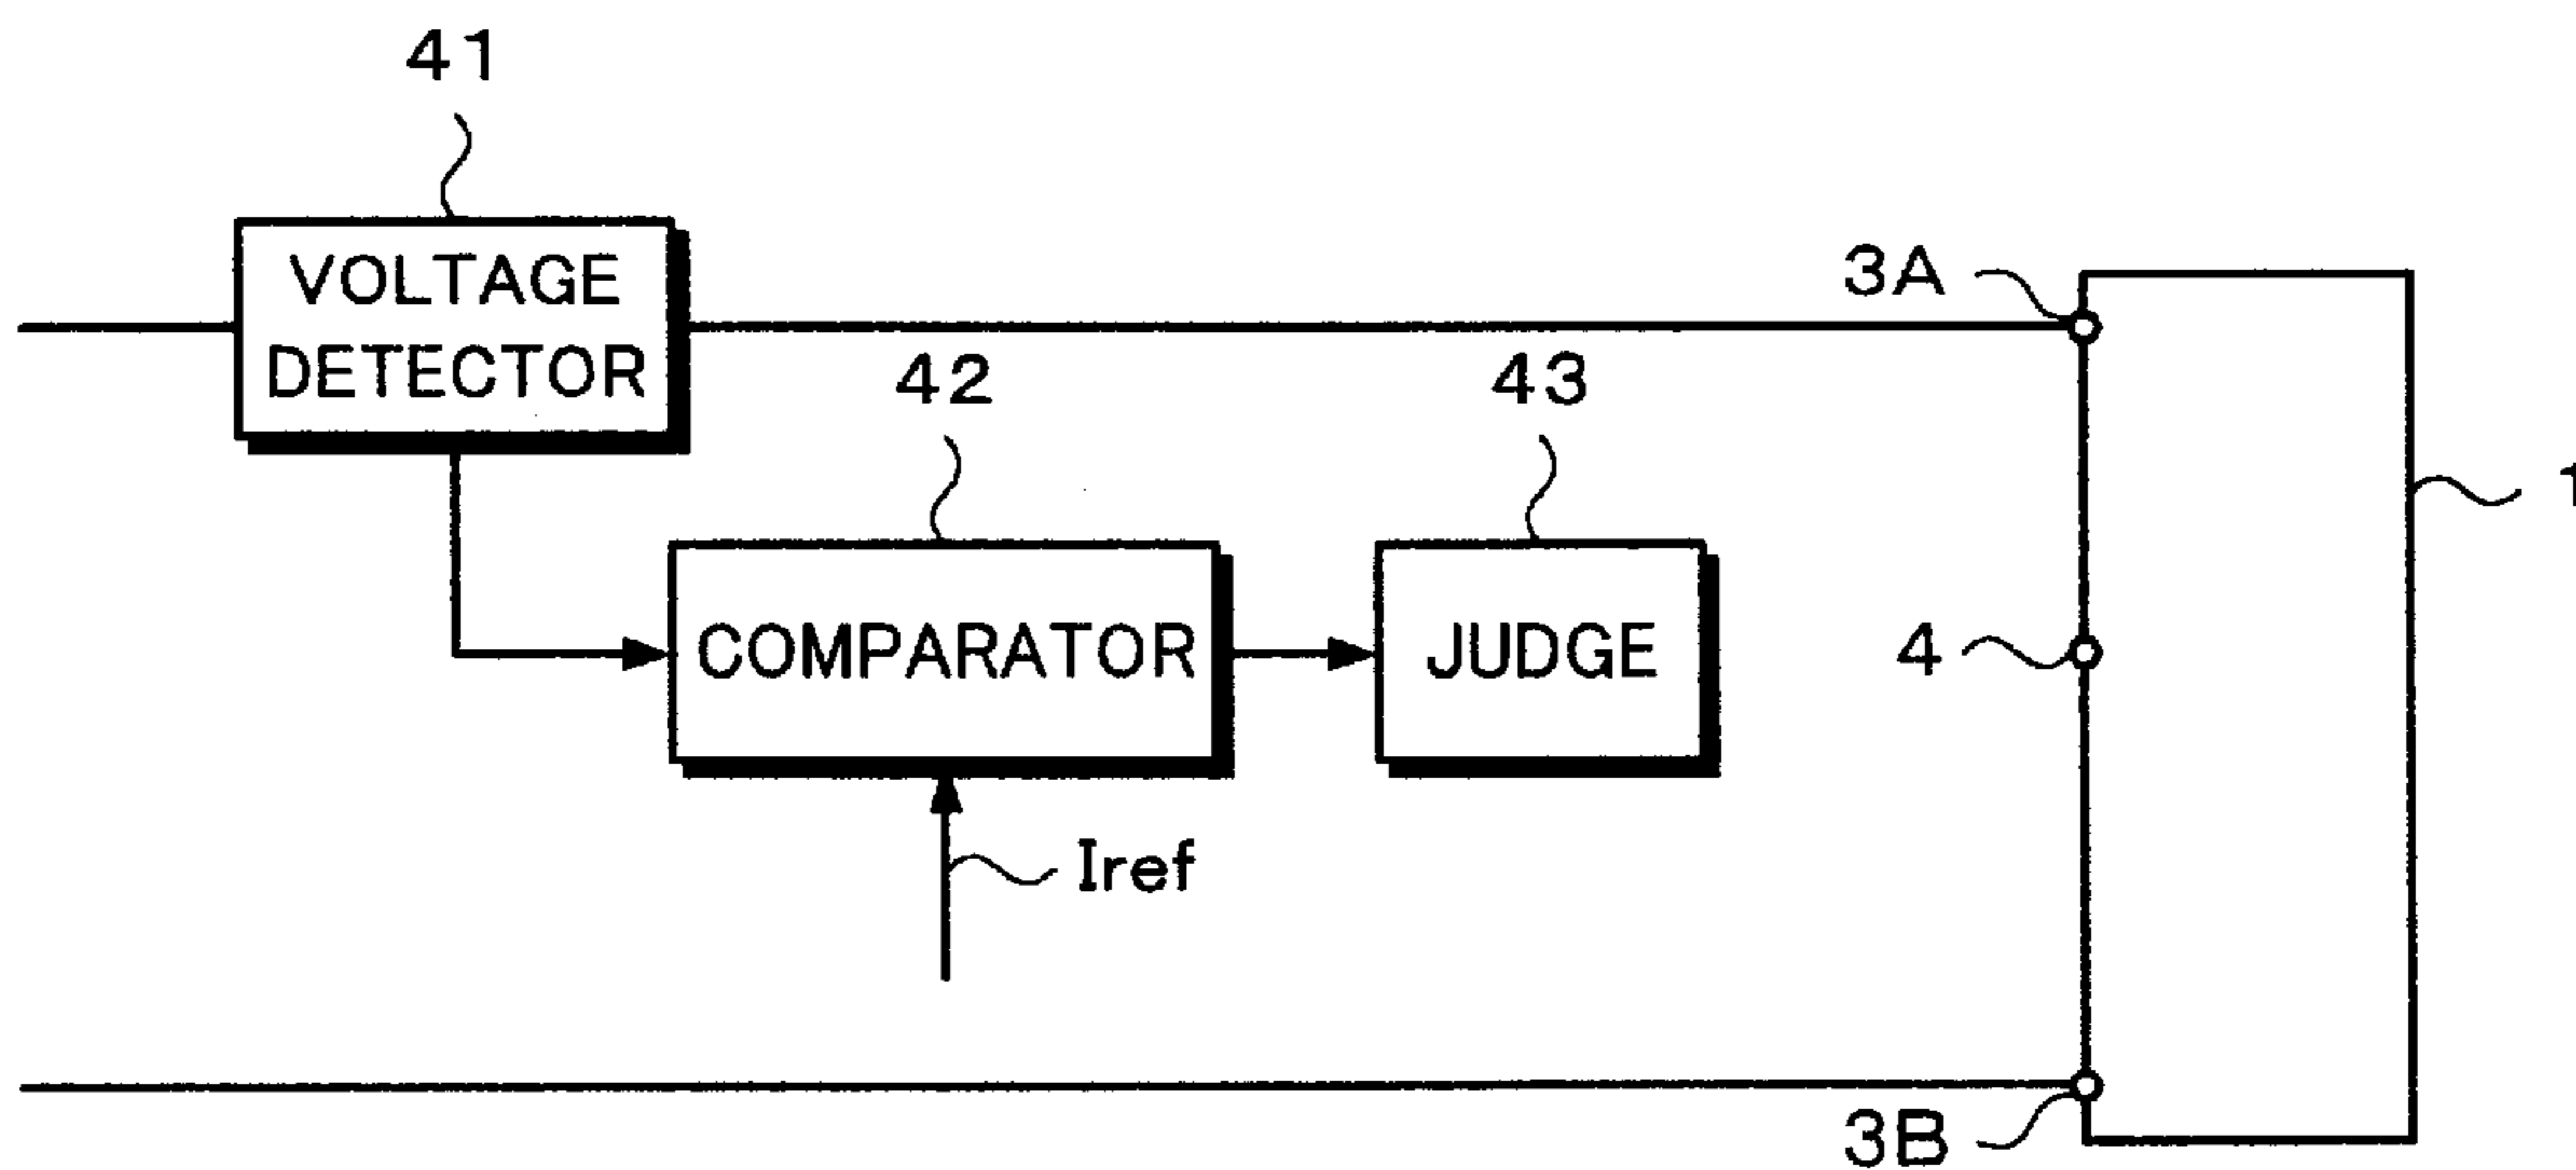 41
VOLTAGE
DETECTOR
3A
42
43
1
COMPARATOR
JUDGE
4
Iref
3B